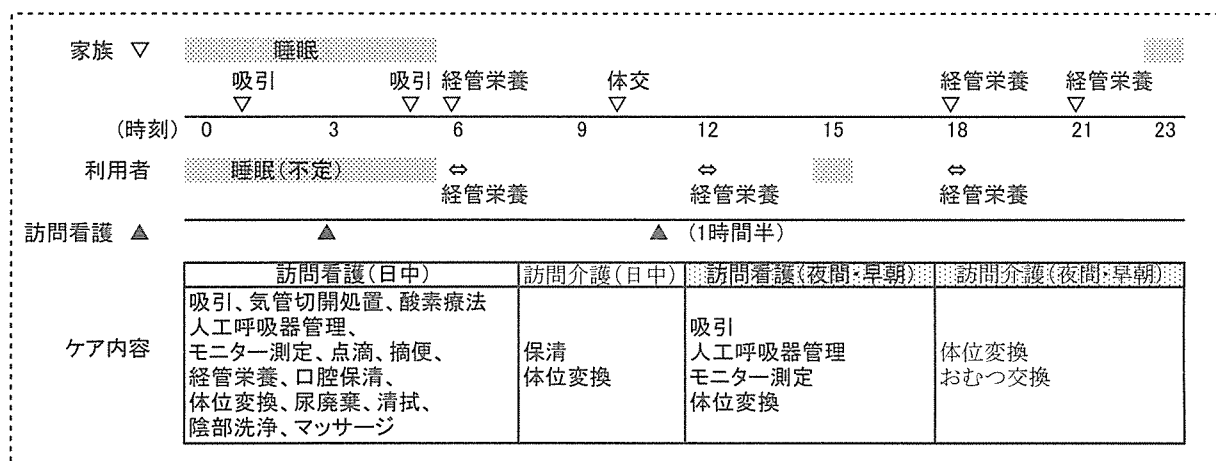 家族 ▽ 睡眠
吸引 吸引 経管栄養 体交 経管栄養 経管栄養
▽ ▽ ▽ ▽ ▽ ▽
(時刻) 0 3 6 9 12 15 18 21 23
利用者 睡眠(不定) ⇔ ⇔ ⇔
経管栄養 経管栄養 経管栄養
訪問看護 ▲ ▲ ▲ (1時間半)
訪問看護(日中) 訪問介護(日中) 訪問看護(夜間・早朝) 訪問介護(夜間・早朝)
ケア内容
吸引、気管切開処置、酸素療法
人工呼吸器管理、
モニター測定、点滴、摘便、
経管栄養、口腔保清、
体位変換、尿廃棄、清拭、
陰部洗浄、マッサージ
保清
体位変換
吸引
人工呼吸器管理
モニター測定
体位変換
体位変換
おむつ交換